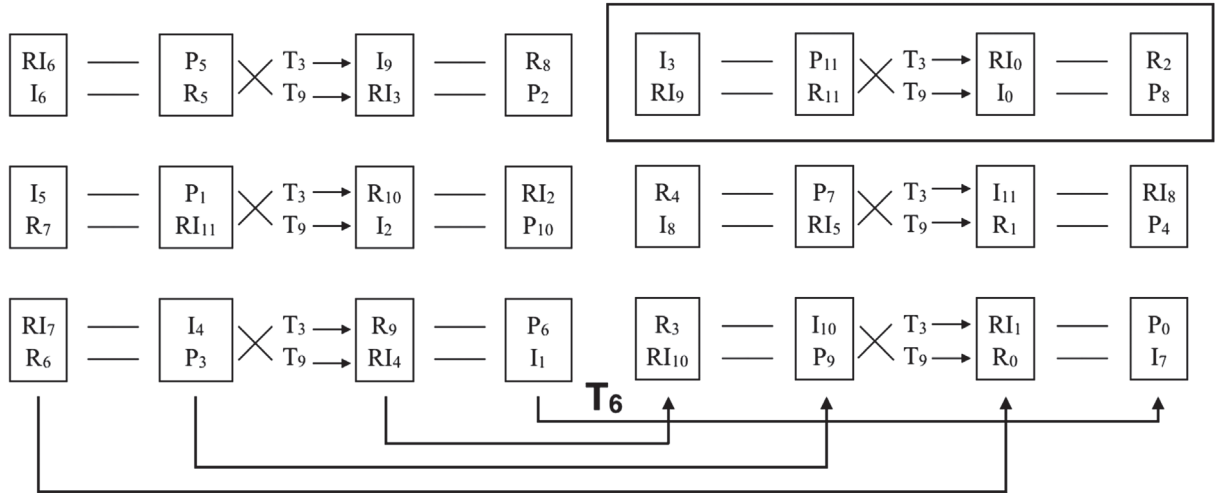 RI₆ P₅ T₃ I₉ R₈ I₃ P₁₁ T₃ RI₀ R₂
I₆ R₅ T₉ RI₃ P₂ RI₉ R₁₁ T₉ I₀ P₈
I₅ P₁ T₃ R₁₀ RI₂ R₄ P₇ T₃ I₁₁ RI₈
R₇ RI₁₁ T₉ I₂ P₁₀ I₈ RI₅ T₉ R₁ P₄
RI₇ I₄ T₃ R₉ P₆ R₃ I₁₀ T₃ RI₁ P₀
R₆ P₃ T₉ RI₄ I₁ RI₁₀ P₉ T₉ R₀ I₇
T₆